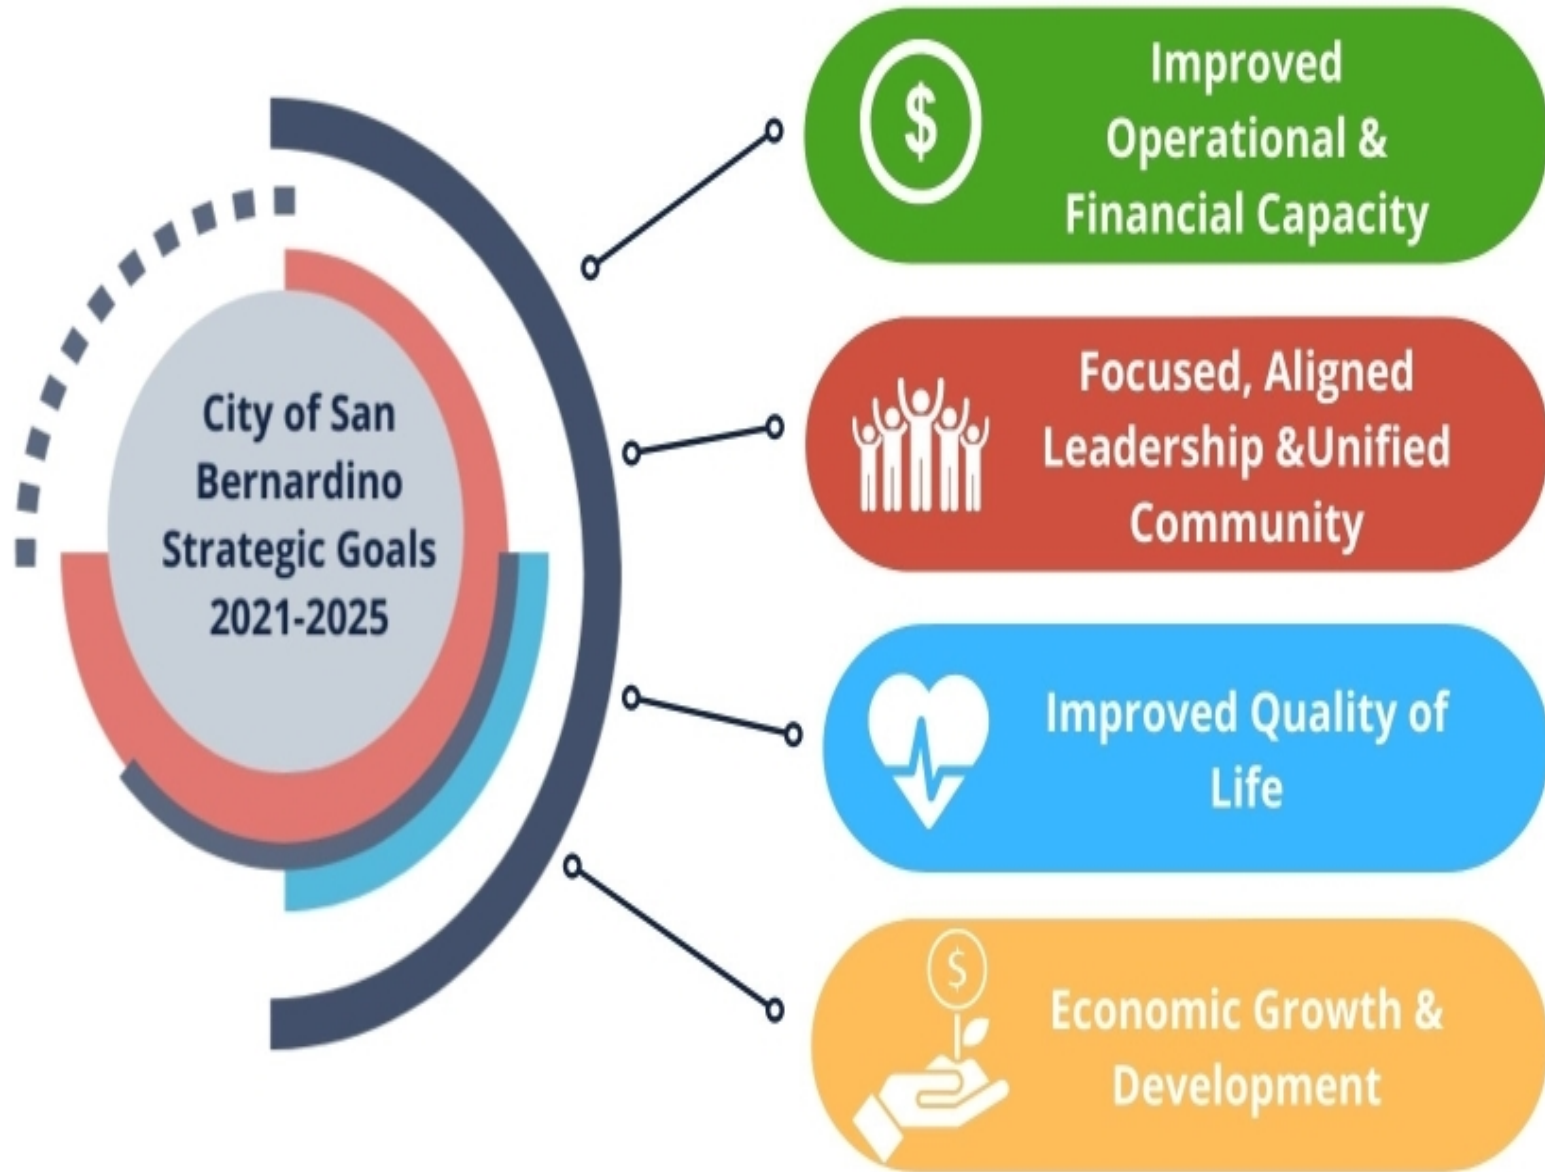 City of San
Bernardino
Strategic Goals
2021-2025
$
Improved
Operational &
Financial Capacity
Focused, Aligned
Leadership &Unified
Community
Improved Quality of
Life
$
Economic Growth &
Development